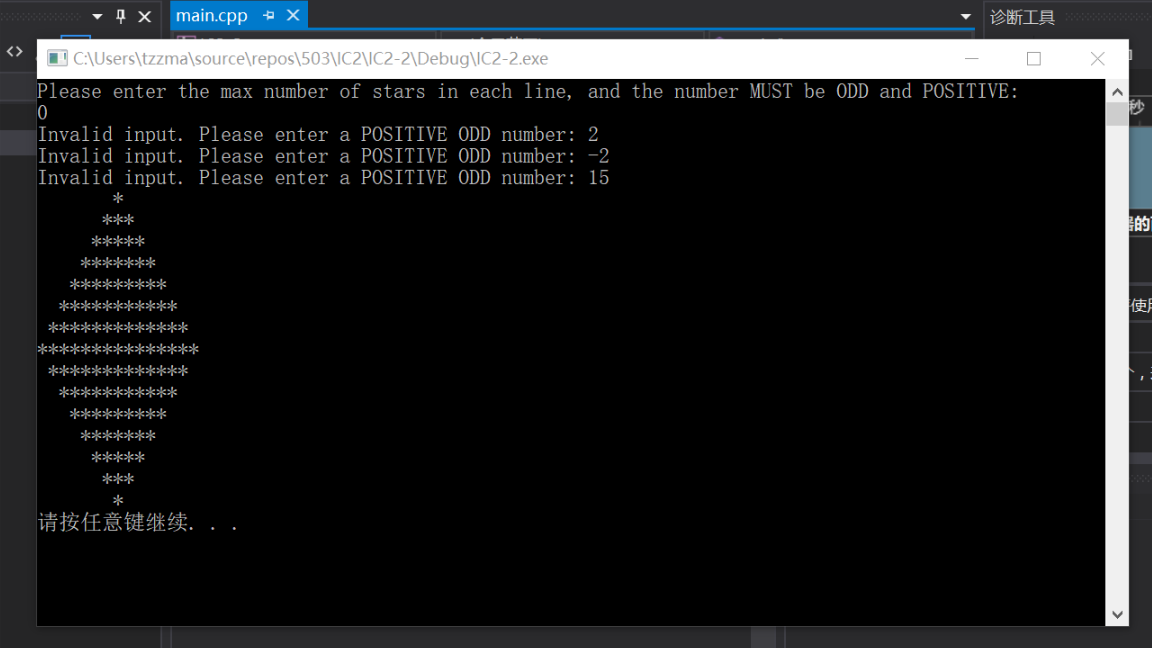 main.cpp
诊断工具
C:\Users\tzzma\source\repos\503\IC2\IC2-2\Debug\IC2-2.exe
Please enter the max number of stars in each line, and the number MUST be ODD and POSITIVE:
0
Invalid input. Please enter a POSITIVE ODD number: 2
Invalid input. Please enter a POSITIVE ODD number: -2
Invalid input. Please enter a POSITIVE ODD number: 15
       *
      ***
     *****
    *******
   *********
  ***********
 *************
***************
 *************
  ***********
   *********
    *******
     *****
      ***
       *
请按任意键继续. . .
秒
的
使